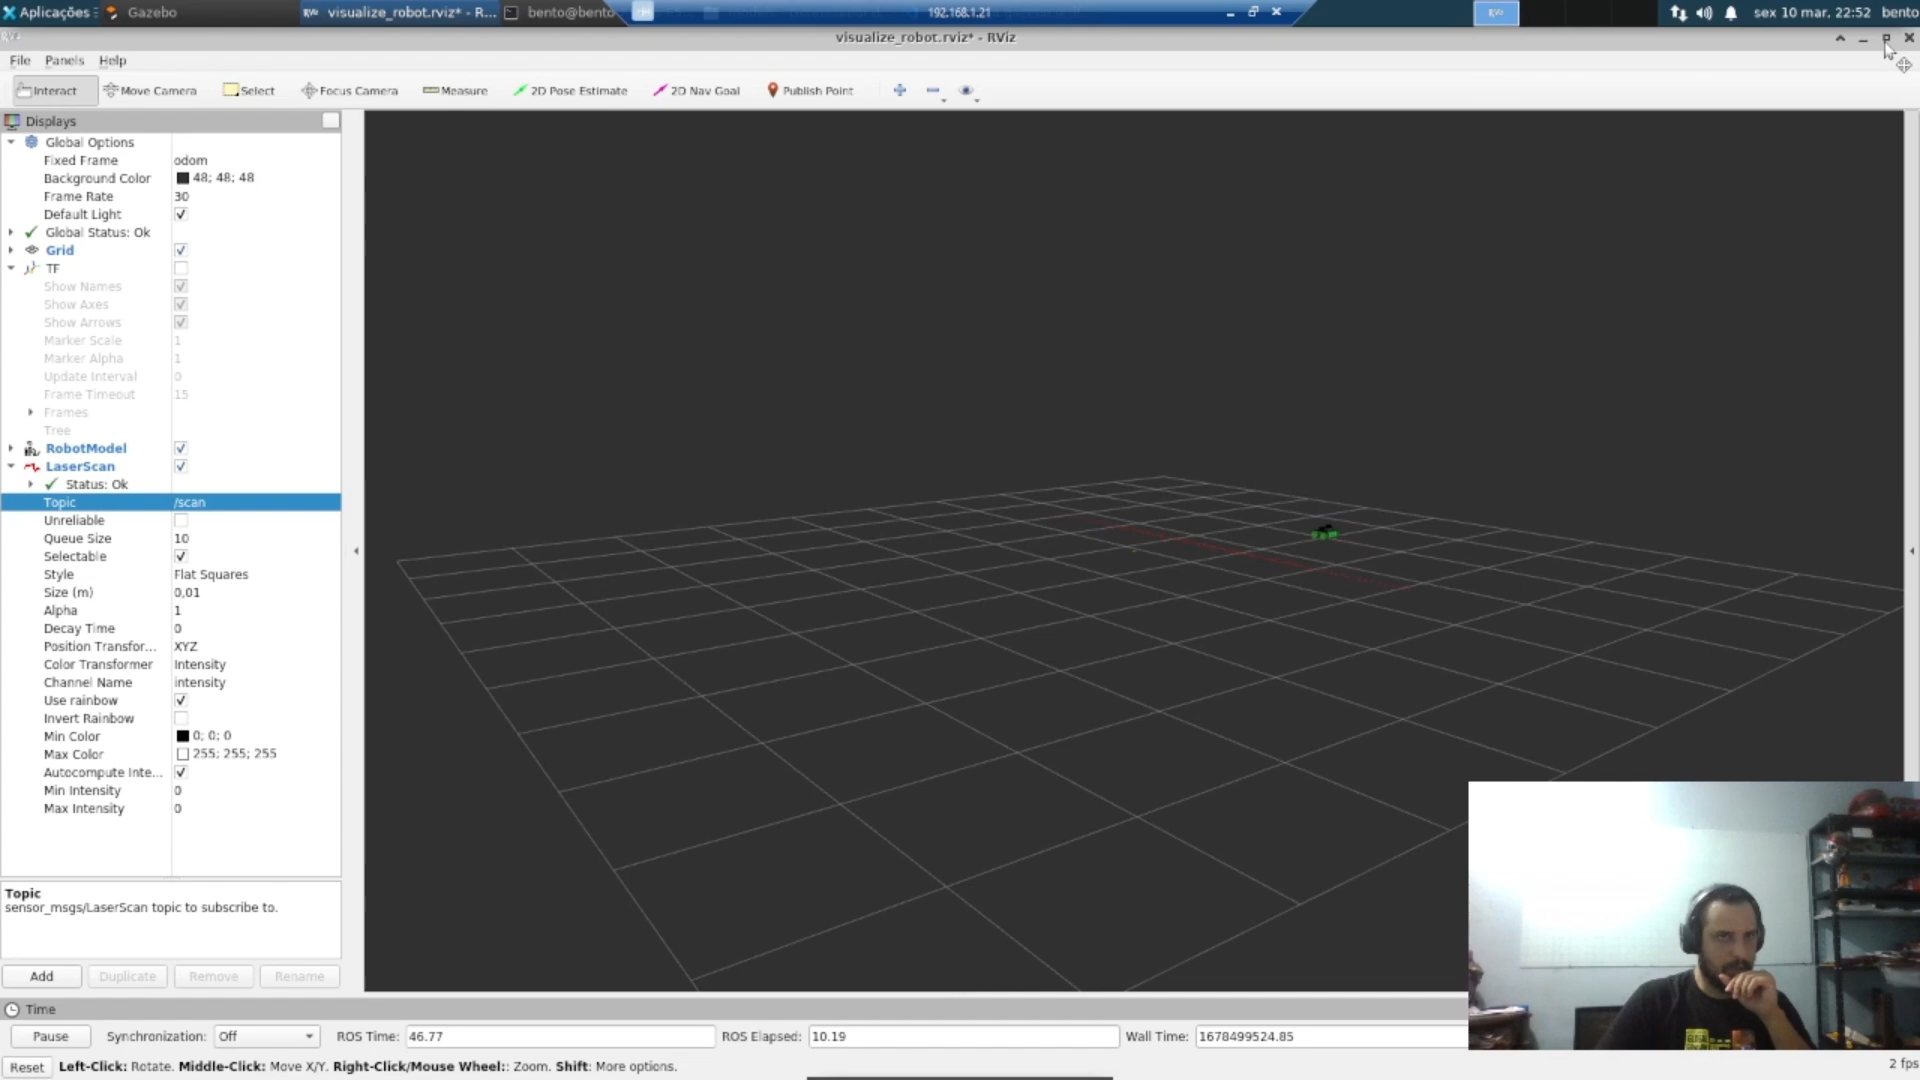 Aplicações
Gazebo
visualize_robot.rviz* - R...
bento@bento
192.168.1.21
sex 10 mar, 22:52
bento
visualize_robot.rviz* - RViz
File Panels Help
Interact Move Camera Select Focus Camera Measure 2D Pose Estimate 2D Nav Goal Publish Point
Displays
Global Options
Fixed Frame odom
Background Color 48; 48; 48
Frame Rate 30
Default Light
Global Status: Ok
Grid
TF
Show Names
Show Axes
Show Arrows
Marker Scale 1
Marker Alpha 1
Update Interval 0
Frame Timeout 15
Frames
Tree
RobotModel
LaserScan
Status: Ok
Topic /scan
Unreliable
Queue Size 10
Selectable
Style Flat Squares
Size (m) 0,01
Alpha 1
Decay Time 0
Position Transfor... XYZ
Color Transformer Intensity
Channel Name intensity
Use rainbow
Invert Rainbow
Min Color 0; 0; 0
Max Color 255; 255; 255
Autocompute Inte...
Min Intensity 0
Max Intensity 0
Topic
sensor_msgs/LaserScan topic to subscribe to.
Add Duplicate Remove Rename
Time
Pause Synchronization: Off ROS Time: 46.77 ROS Elapsed: 10.19 Wall Time: 1678499524.85
Reset Left-Click: Rotate. Middle-Click: Move X/Y. Right-Click/Mouse Wheel:: Zoom. Shift: More options. 2 fps